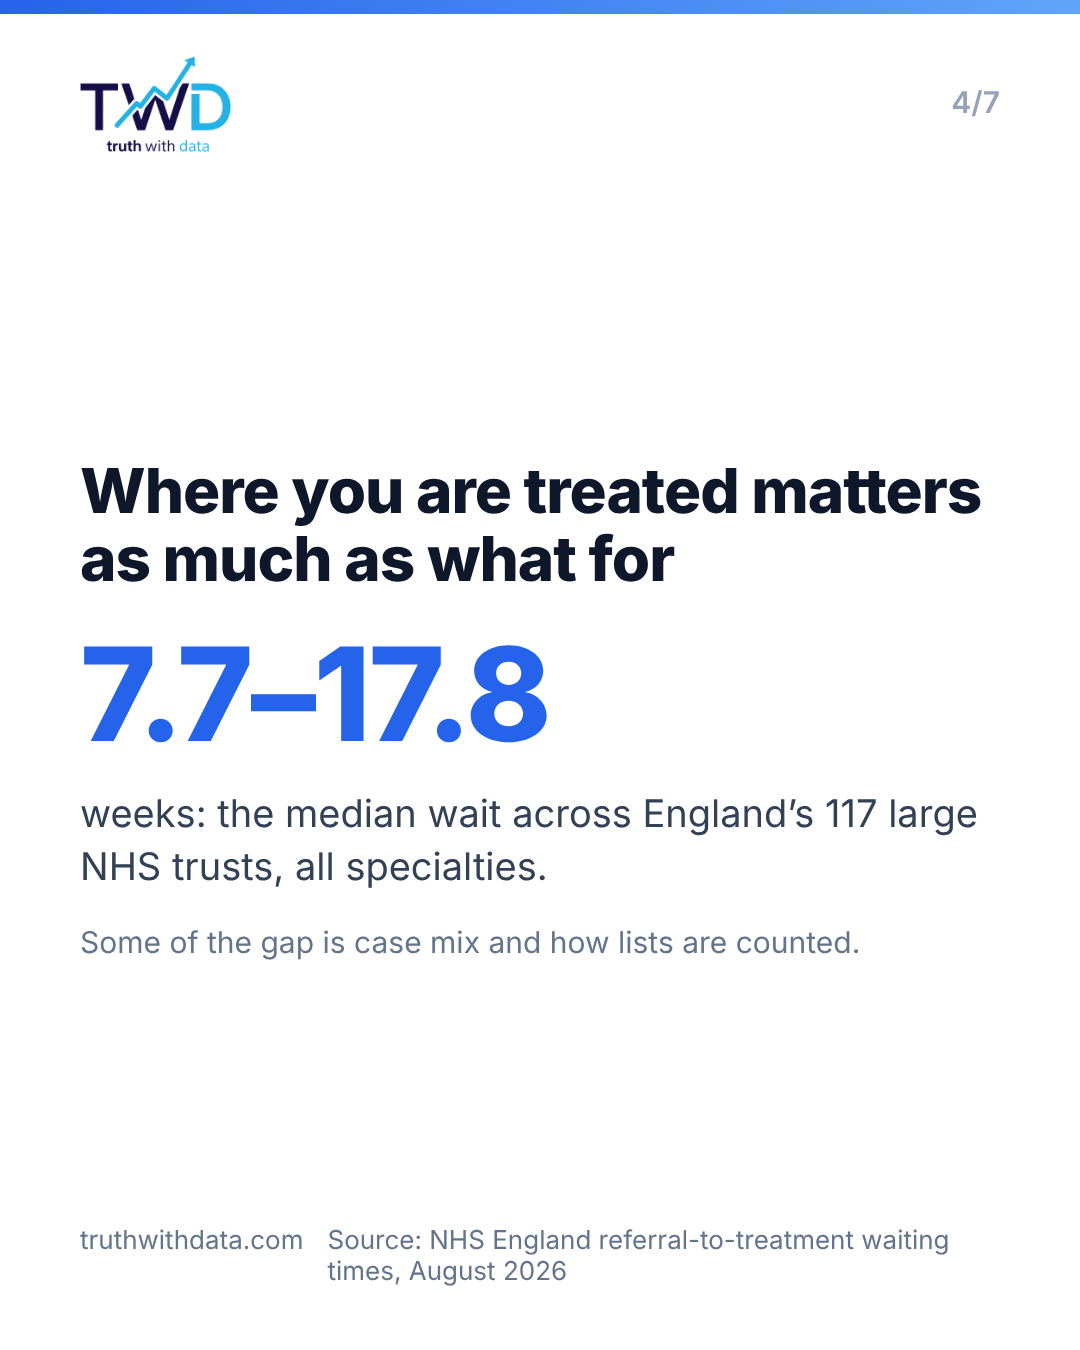 TWD
truth with data
4/7
Where you are treated matters
as much as what for
7.7–17.8
weeks: the median wait across England’s 117 large
NHS trusts, all specialties.
Some of the gap is case mix and how lists are counted.
truthwithdata.com
Source: NHS England referral-to-treatment waiting
times, August 2026